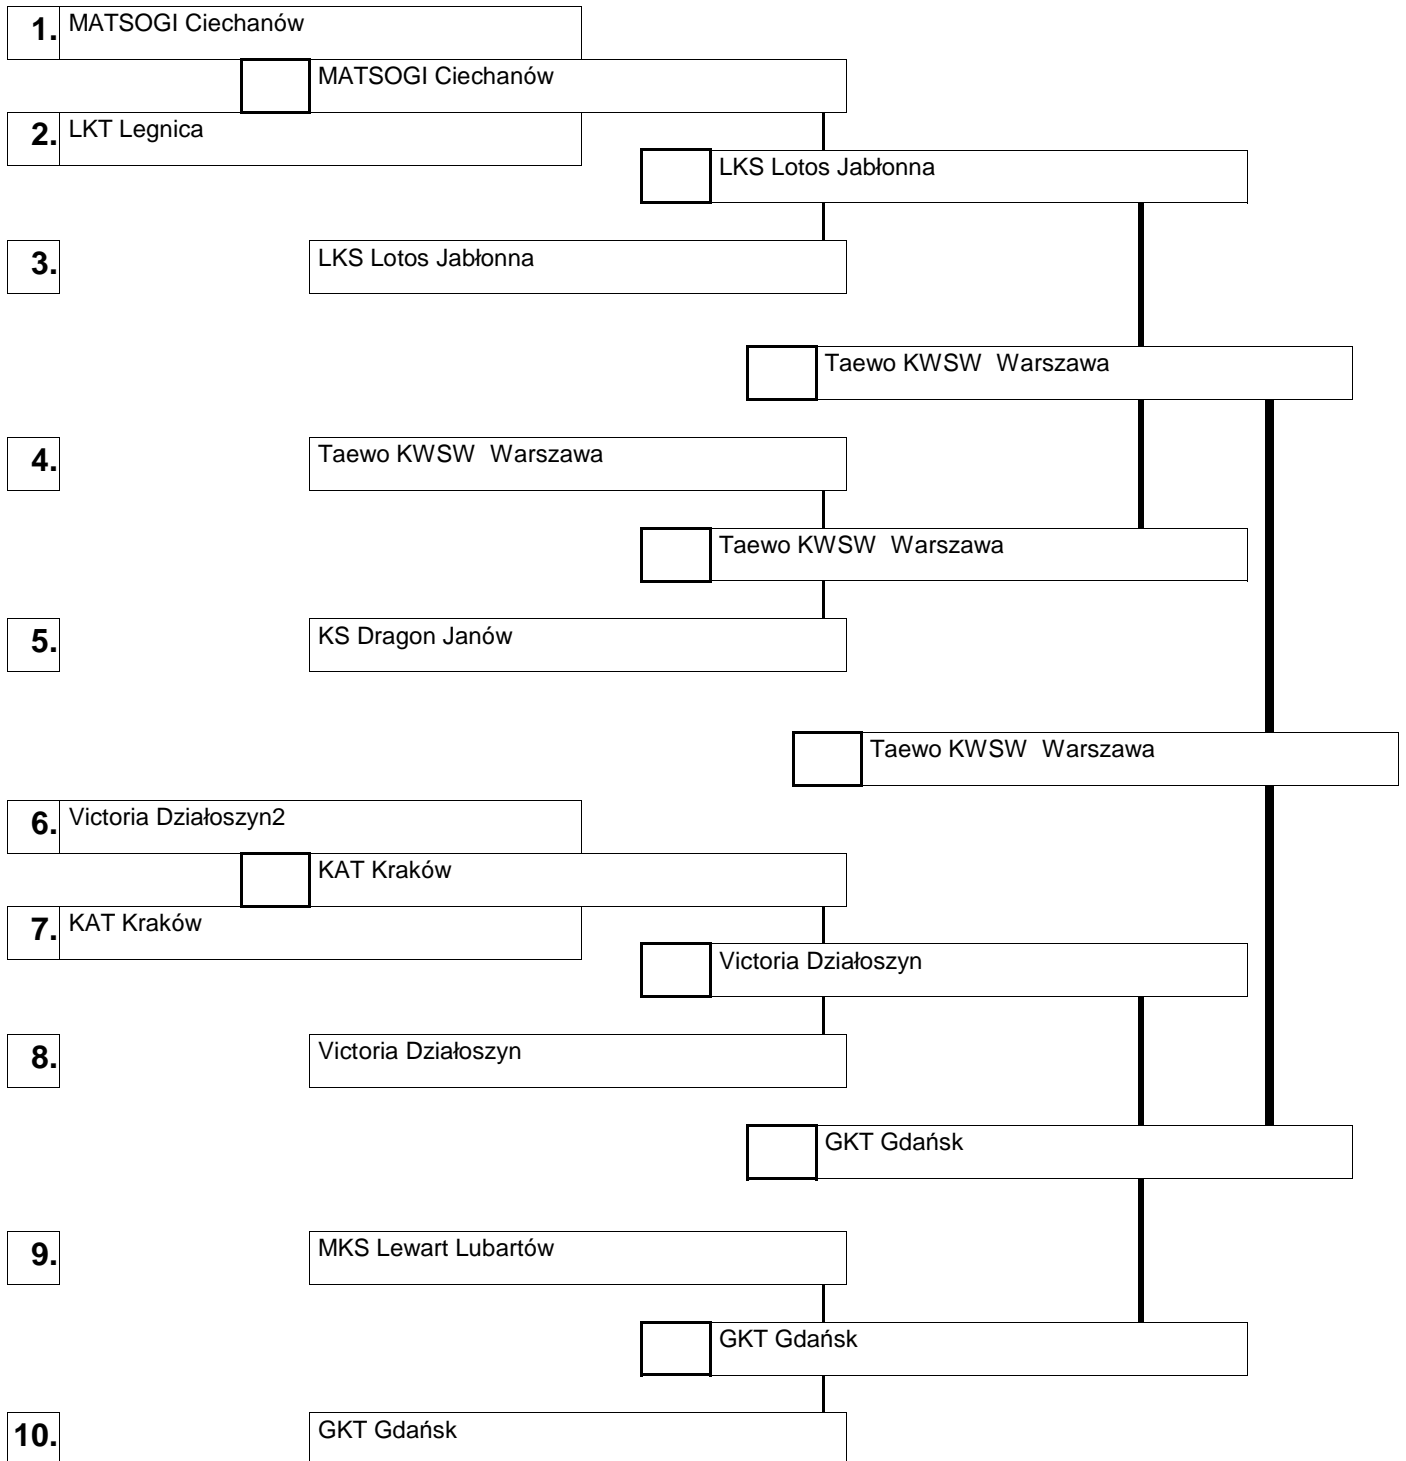 1. MATSOGI Ciechanów
MATSOGI Ciechanów
2. LKT Legnica
LKS Lotos Jabłonna
3. LKS Lotos Jabłonna
Taewo KWSW  Warszawa
4. Taewo KWSW  Warszawa
Taewo KWSW  Warszawa
5. KS Dragon Janów
Taewo KWSW  Warszawa
6. Victoria Działoszyn2
KAT Kraków
7. KAT Kraków
Victoria Działoszyn
8. Victoria Działoszyn
GKT Gdańsk
9. MKS Lewart Lubartów
GKT Gdańsk
10. GKT Gdańsk